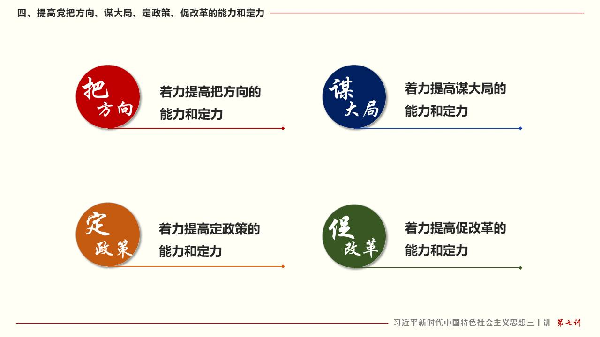 四、提高党把方向、谋大局、定政策、促改革的能力和定力
把
方向
着力提高把方向的
能力和定力
谋
大局
着力提高谋大局的
能力和定力
定
政策
着力提高定政策的
能力和定力
促
改革
着力提高促改革的
能力和定力
习近平新时代中国特色社会主义思想三十讲 第七讲